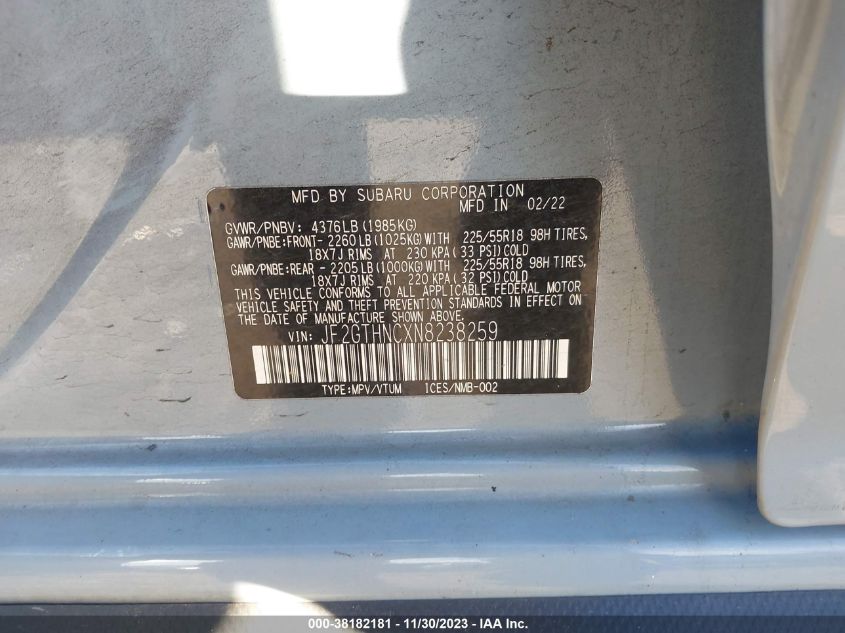 MFD BY SUBARU CORPORATION
MFD IN 02/22
GVWR/PNBV: 4376LB(1985KG)
GAWR/PNBE:FRONT- 2260LB(1025KG)WITH 225/55R18 98H TIRES,
18X7J RIMS AT 230 KPA(33 PSI)COLD
GAWR/PNBE:REAR - 2205LB(1000KG)WITH 225/55R18 98H TIRES,
18X7J RIMS AT 220 KPA(32 PSI)COLD
THIS VEHICLE CONFORMS TO ALL APPLICABLE FEDERAL MOTOR
VEHICLE SAFETY AND THEFT PREVENTION STANDARDS IN EFFECT ON
THE DATE OF MANUFACTURE SHOWN ABOVE.
VIN: JF2GTHNCXN8238259
TYPE:MPV/VTUM ICES/NMB-002
000-38182181 - 11/30/2023 - IAA Inc.